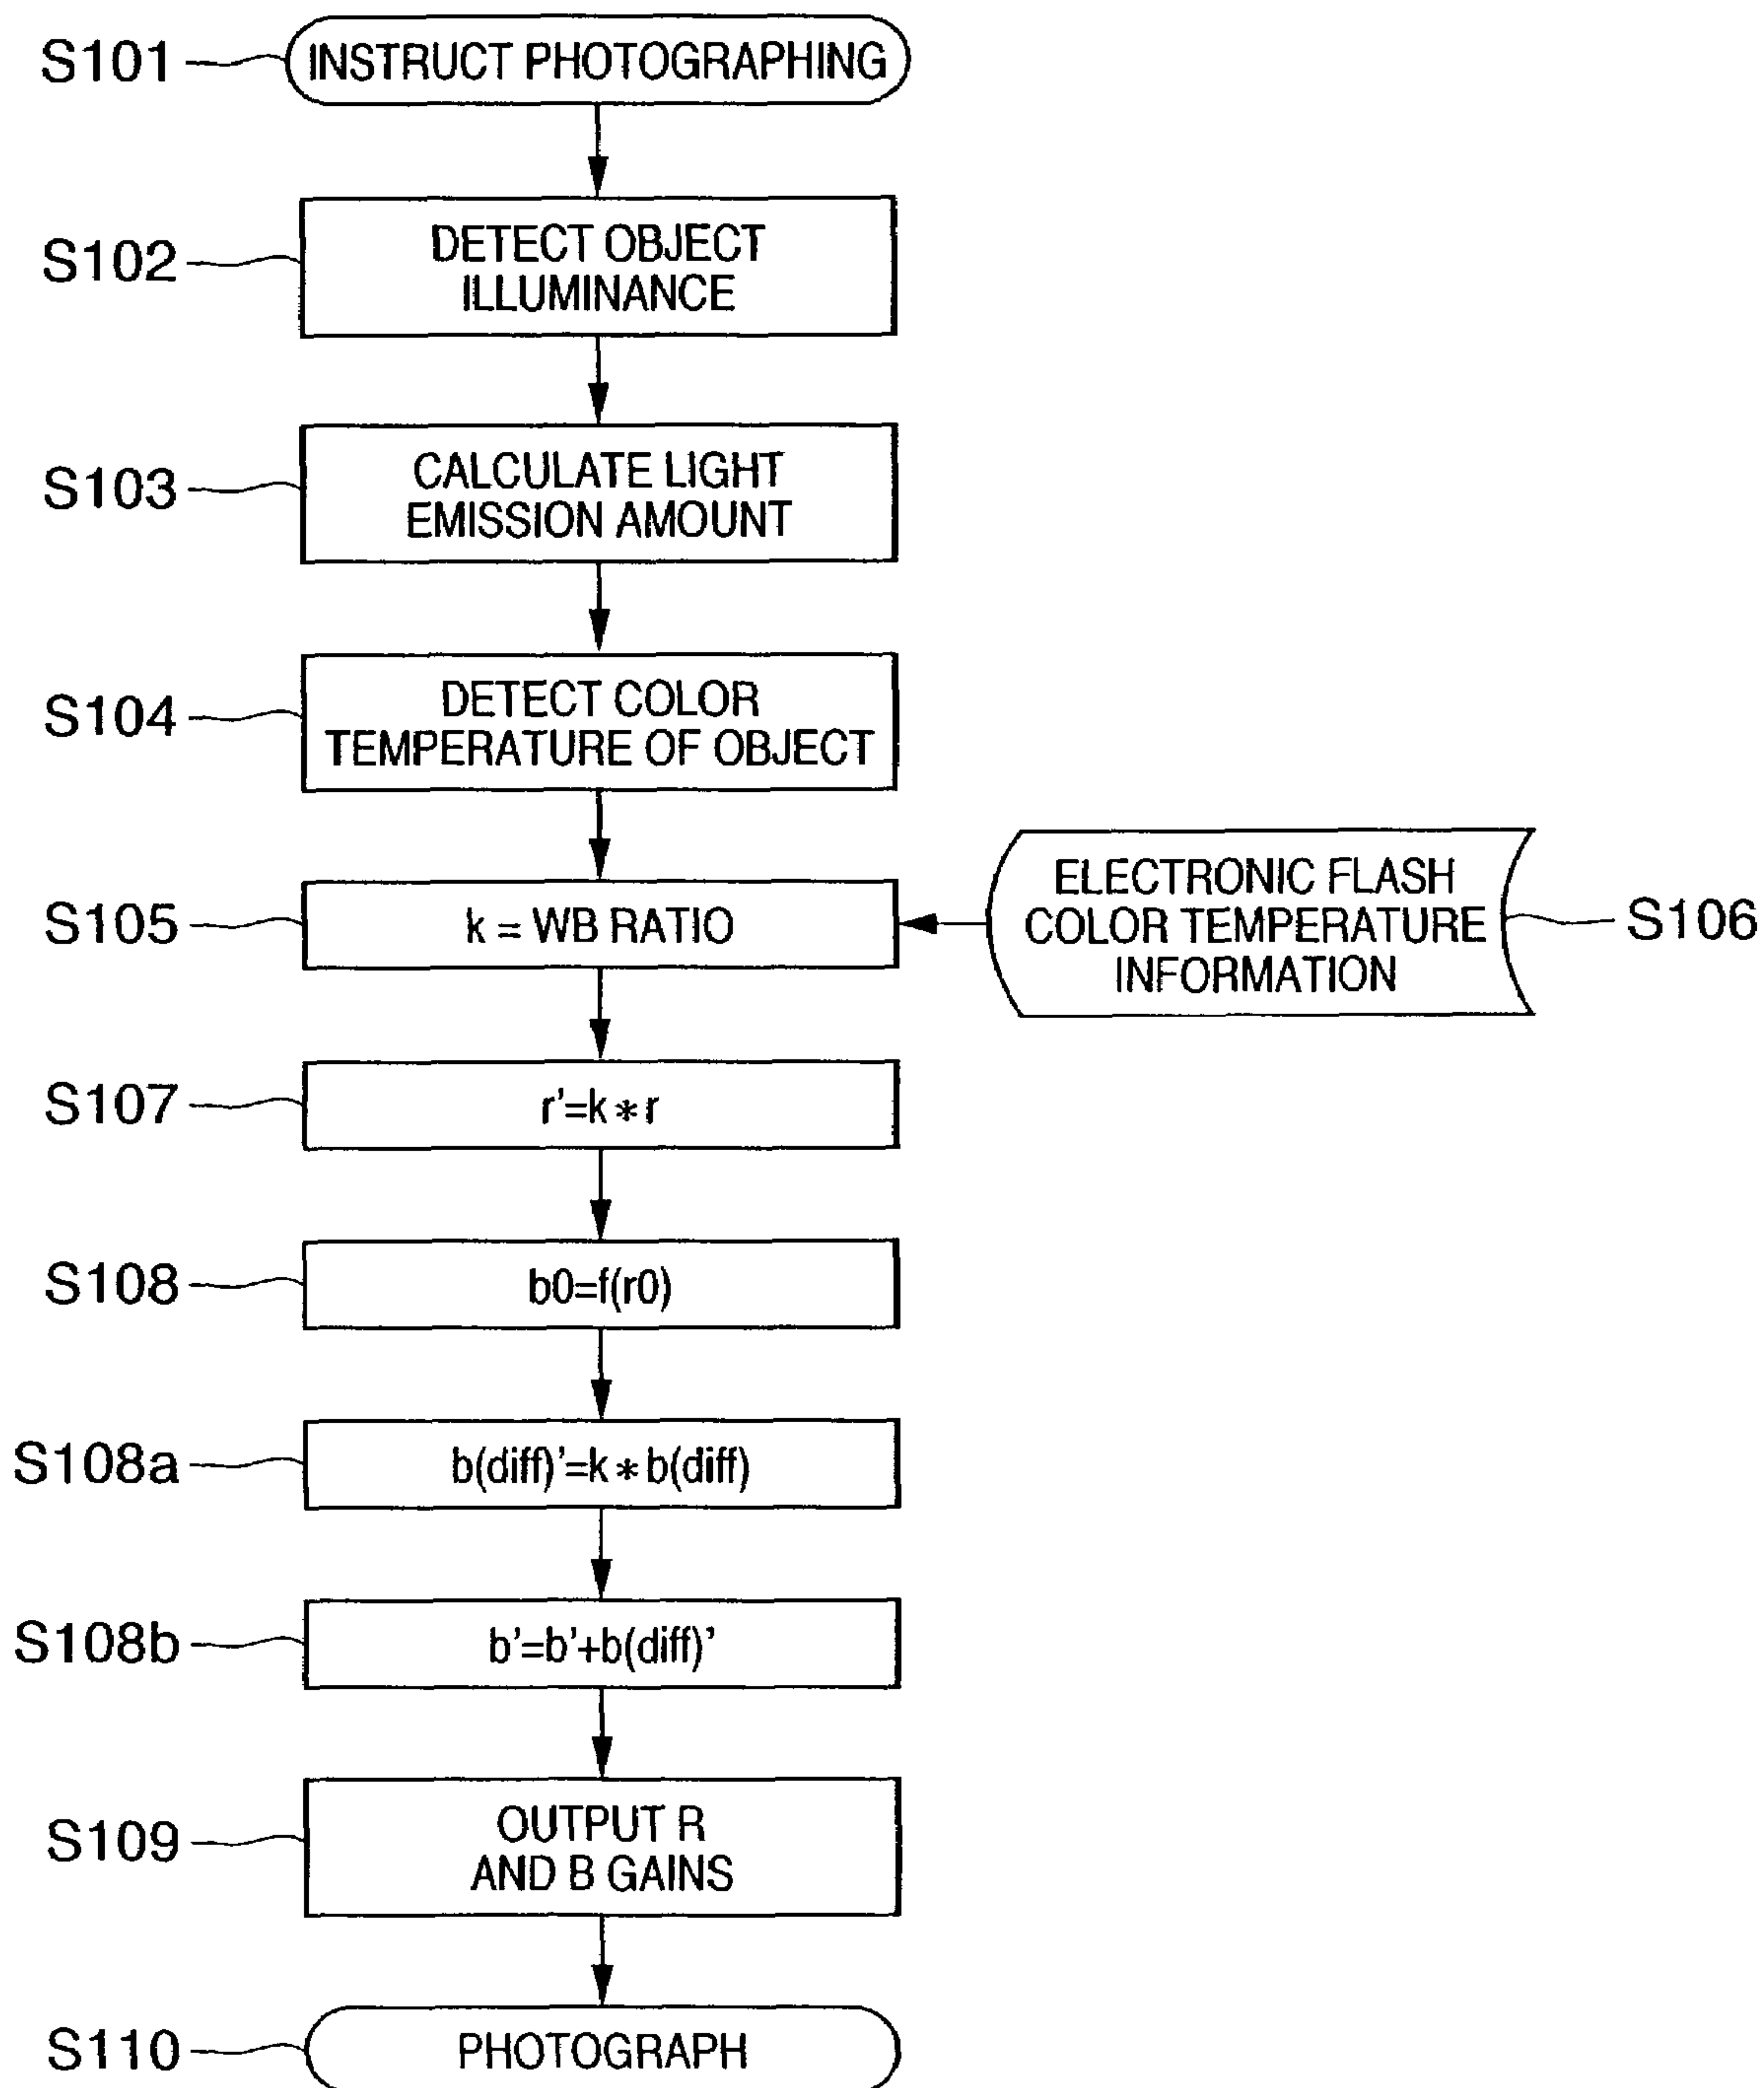 S101
INSTRUCT PHOTOGRAPHING
S102
DETECT OBJECT
ILLUMINANCE
S103
CALCULATE LIGHT
EMISSION AMOUNT
S104
DETECT COLOR
TEMPERATURE OF OBJECT
S105
k = WB RATIO
ELECTRONIC FLASH
COLOR TEMPERATURE
INFORMATION
S106
S107
r'=k*r
S108
b0=f(r0)
S108a
b(diff)'=k*b(diff)
S108b
b'=b'+b(diff)'
S109
OUTPUT R
AND B GAINS
S110
PHOTOGRAPH